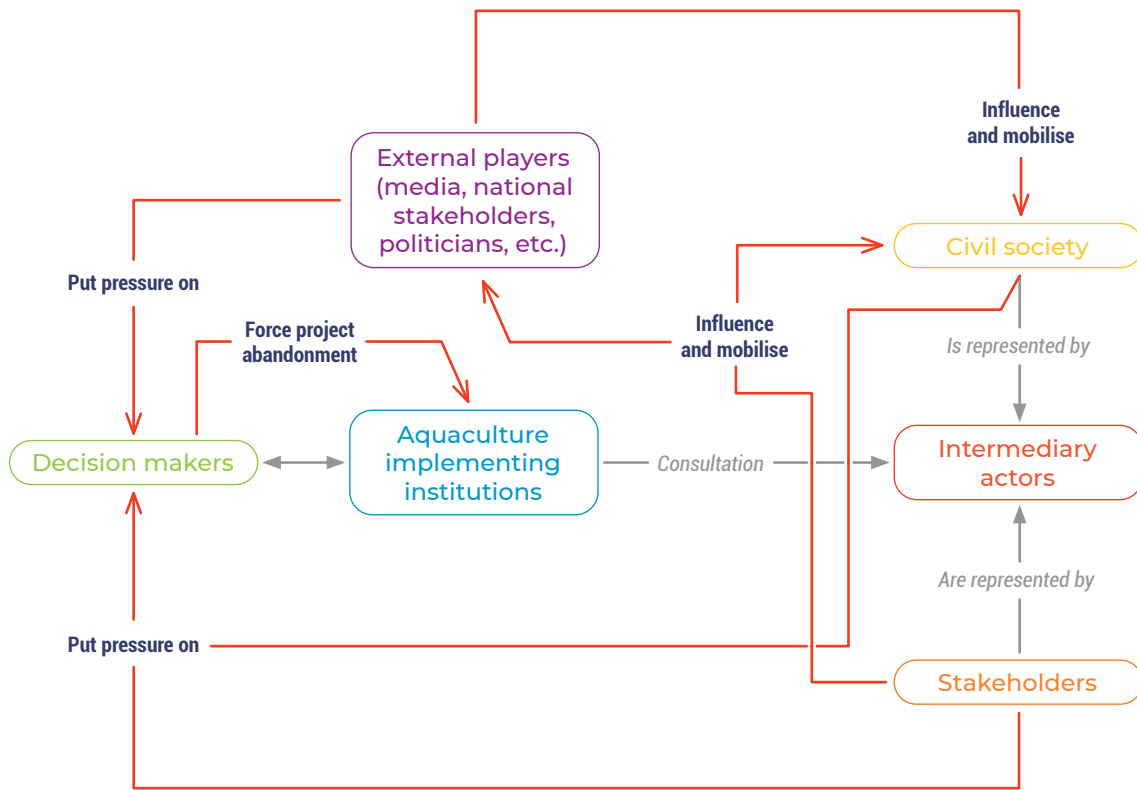 Influence
and mobilise
External players
(media, national
stakeholders,
politicians, etc.)
Civil society
Put pressure on
Force project
abandonment
Influence
and mobilise
Is represented by
Decision makers
Aquaculture
implementing
institutions
Consultation
Intermediary
actors
Are represented by
Put pressure on
Stakeholders